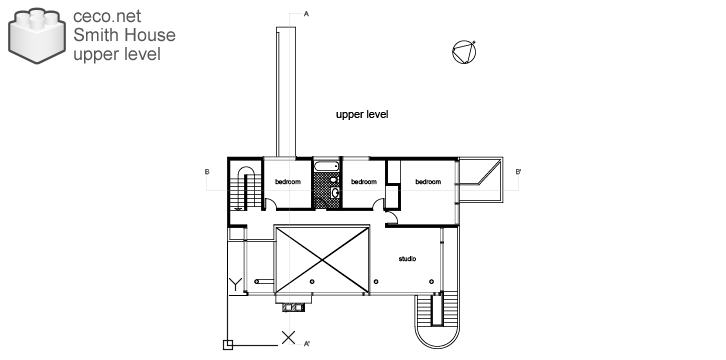 ceco.net
Smith House
upper level
A
upper level
B
B'
bedroom
bedroom
bedroom
studio
Y
X
A'